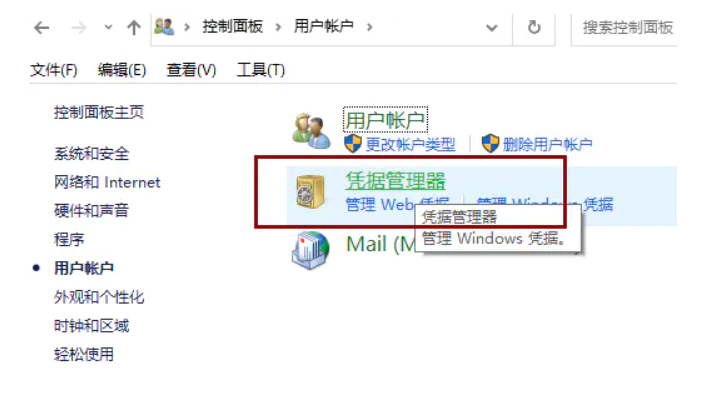 控制面板 › 用户帐户 › 搜索控制面板
文件(F) 编辑(E) 查看(V) 工具(T)
控制面板主页
系统和安全
网络和 Internet
硬件和声音
程序
用户帐户
外观和个性化
时钟和区域
轻松使用
用户帐户
更改帐户类型 删除用户帐户
凭据管理器
管理 Web 凭据 管理 Windows 凭据
凭据管理器
管理 Windows 凭据。
Mail (M